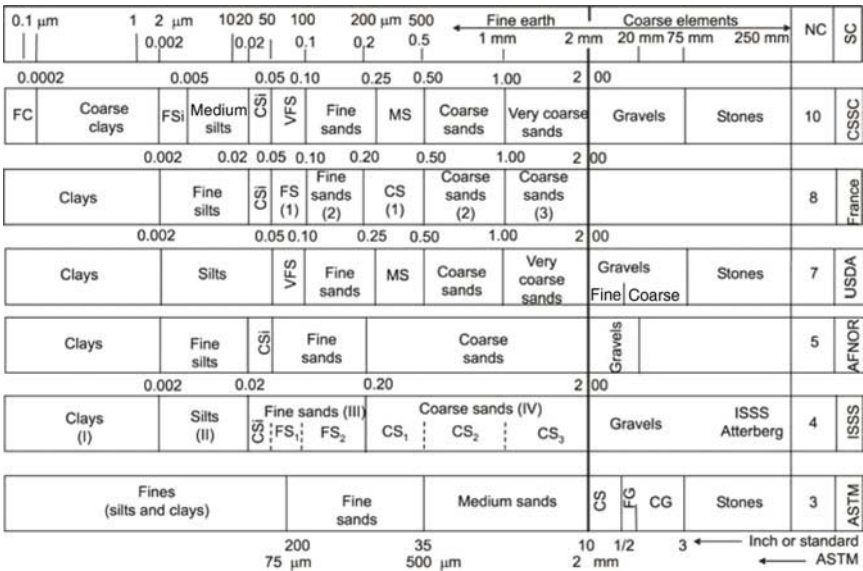 0.1 μm 1 2 μm 1020 50 100 200 μm 500 Fine earth Coarse elements NC SC
0.002 0.02 0.1 0,2 0.5 1 mm 2 mm 20 mm 75 mm 250 mm
0.0002 0.005 0.05 0.10 0.25 0.50 1.00 2 00
FC Coarse clays FSi Medium silts CSi VFS Fine sands MS Coarse sands Very coarse sands Gravels Stones 10 CSSC
0.002 0.02 0.05 0.10 0.20 0.50 1.00 2 00
Clays Fine silts CSi FS (1) Fine sands (2) CS (1) Coarse sands (2) Coarse sands (3) 8 France
0.002 0.05 0.10 0.25 0.50 1.00 2 00
Clays Silts VFS Fine sands MS Coarse sands Very coarse sands Gravels Fine Coarse Stones 7 USDA
Clays Fine silts CSi Fine sands Coarse sands Gravels 5 AFNOR
0.002 0.02 0.20 2 00
Clays (I) Silts (II) CSi Fine sands (III) FS1 FS2 Coarse sands (IV) CS1 CS2 CS3 Gravels ISSS Atterberg 4 ISSS
Fines (silts and clays) Fine sands Medium sands CS FG CG Stones 3 ASTM
200 35 10 1/2 3 Inch or standard
75 μm 500 μm 2 mm ASTM